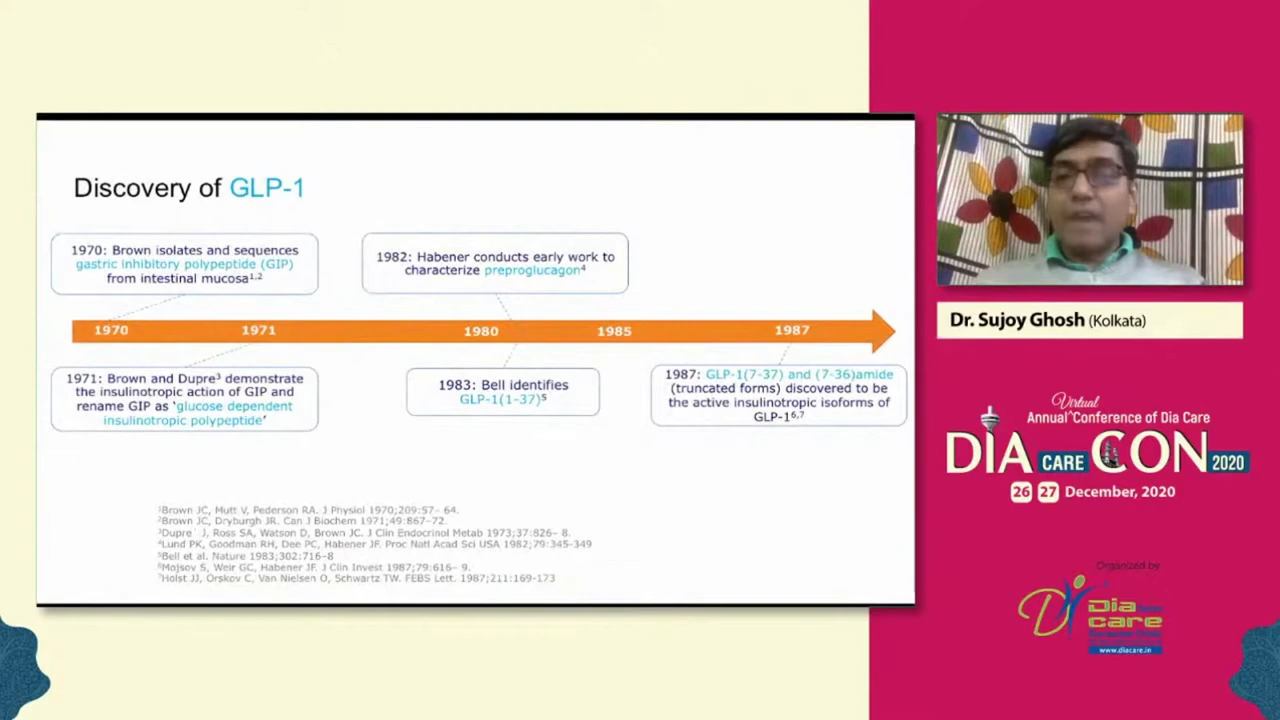 Discovery of GLP-1
1970: Brown isolates and sequences
gastric inhibitory polypeptide (GIP)
from intestinal mucosa1,2
1982: Habener conducts early work to
characterize preproglucagon4
1970
1971
1980
1985
1987
1971: Brown and Dupre3 demonstrate
the insulinotropic action of GIP and
rename GIP as ‘glucose dependent
insulinotropic polypeptide’
1983: Bell identifies
GLP-1(1-37)5
1987: GLP-1(7-37) and (7-36)amide
(truncated forms) discovered to be
the active insulinotropic isoforms of
GLP-16,7
1Brown JC, Mutt V, Pederson RA. J Physiol 1970;209:57– 64.
2Brown JC, Dryburgh JR. Can J Biochem 1971;49:867–72.
3Dupre´ J, Ross SA, Watson D, Brown JC. J Clin Endocrinol Metab 1973;37:826– 8.
4Lund PK, Goodman RH, Dee PC, Habener JF. Proc Natl Acad Sci USA 1982;79:345-349
5Bell et al. Nature 1983;302:716–8
6Mojsov S, Weir GC, Habener JF. J Clin Invest 1987;79:616– 9.
7Holst JJ, Orskov C, Van Nielsen O, Schwartz TW. FEBS Lett. 1987;211:169-173
Dr. Sujoy Ghosh (Kolkata)
Virtual
Annual^Conference of Dia Care
DIA CARE CON 2020
26 27 December, 2020
Organized by
Dia
care
www.diacare.in